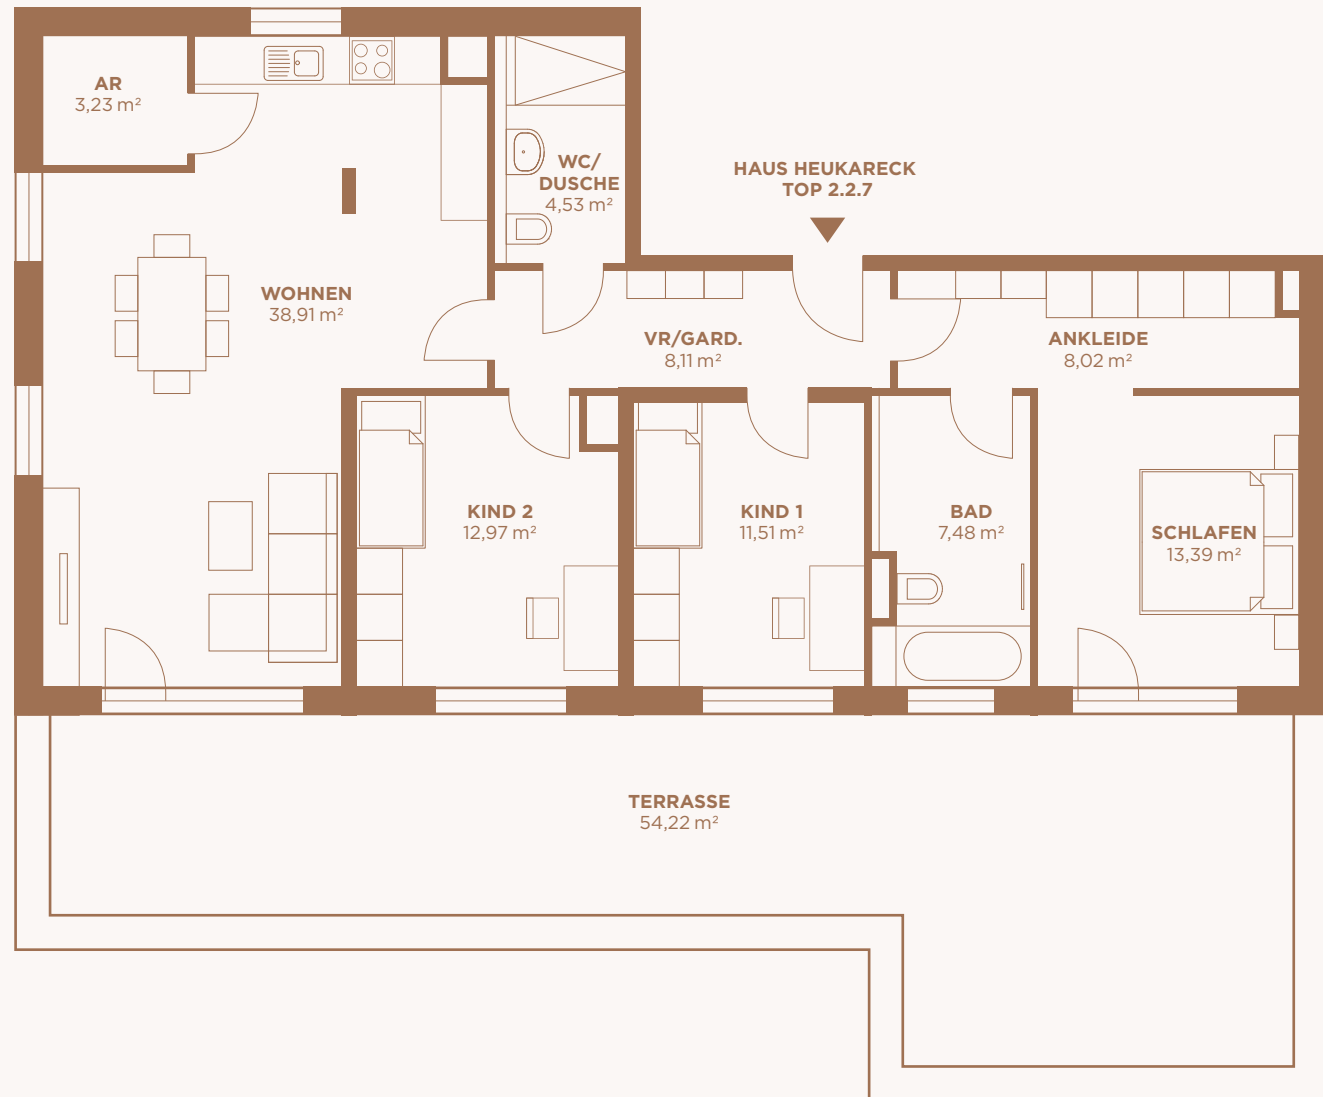 AR
3,23 m²
WC/
DUSCHE
4,53 m²
HAUS HEUKARECK
TOP 2.2.7
WOHNEN
38,91 m²
VR/GARD.
8,11 m²
ANKLEIDE
8,02 m²
KIND 2
12,97 m²
KIND 1
11,51 m²
BAD
7,48 m²
SCHLAFEN
13,39 m²
TERRASSE
54,22 m²